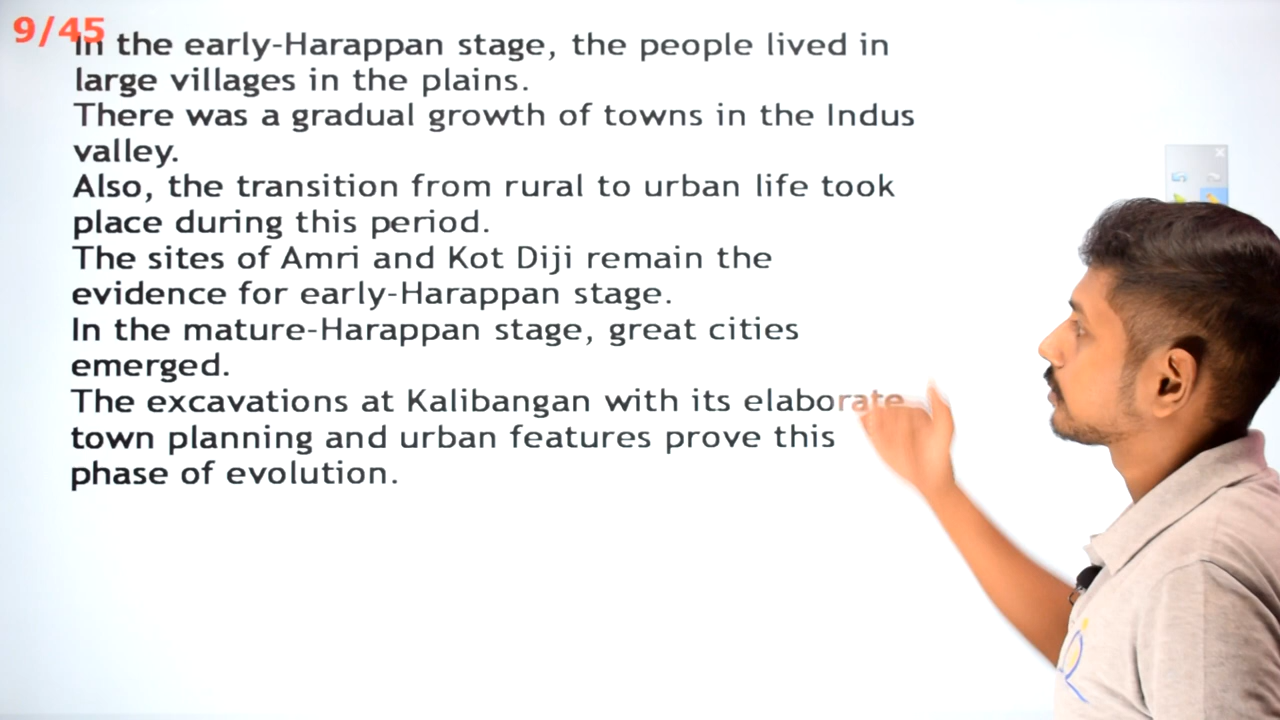 9/45
In the early-Harappan stage, the people lived in
large villages in the plains.
There was a gradual growth of towns in the Indus
valley.
Also, the transition from rural to urban life took
place during this period.
The sites of Amri and Kot Diji remain the
evidence for early-Harappan stage.
In the mature-Harappan stage, great cities
emerged.
The excavations at Kalibangan with its elaborate
town planning and urban features prove this
phase of evolution.